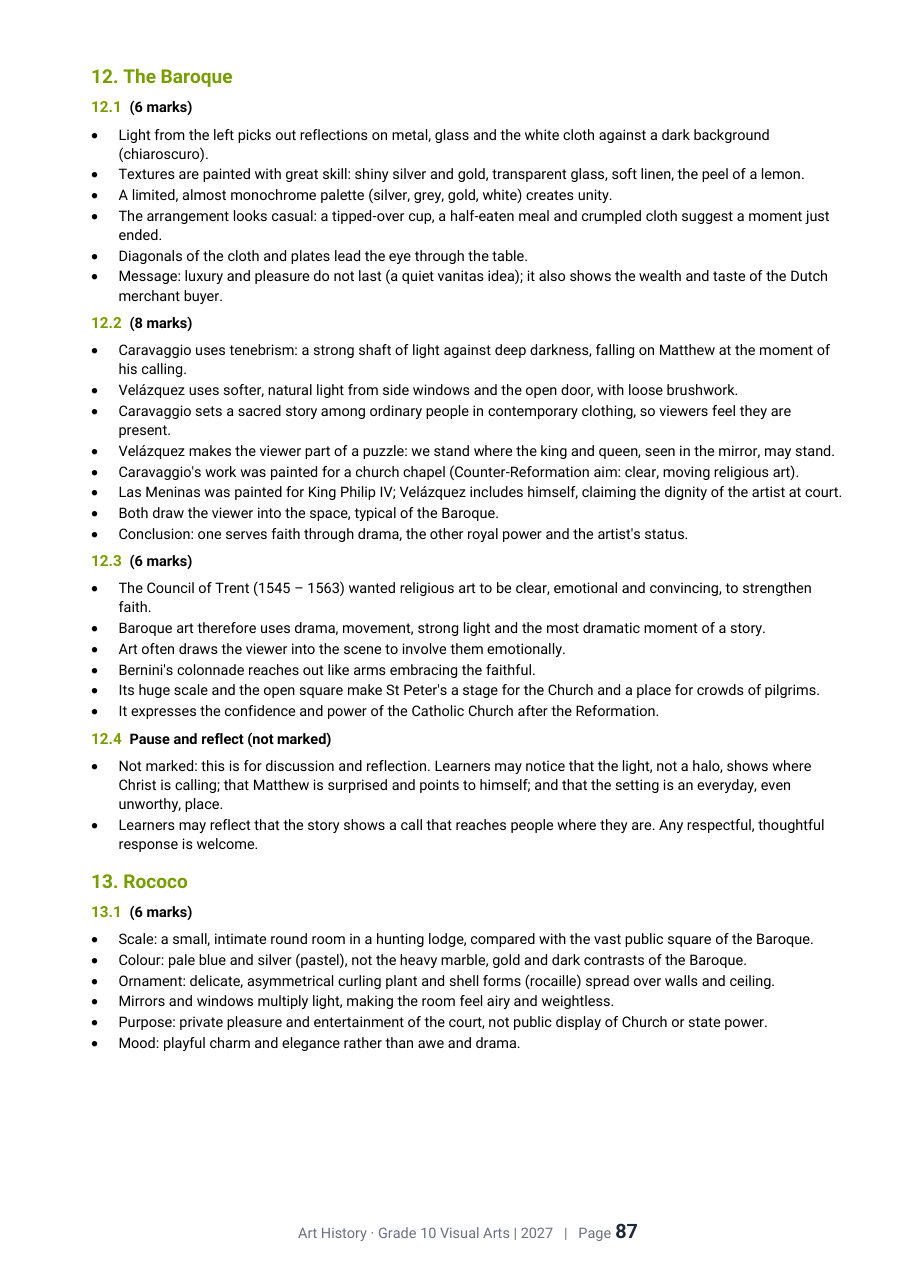 12. The Baroque
12.1 (6 marks)
• Light from the left picks out reflections on metal, glass and the white cloth against a dark background
(chiaroscuro).
• Textures are painted with great skill: shiny silver and gold, transparent glass, soft linen, the peel of a lemon.
• A limited, almost monochrome palette (silver, grey, gold, white) creates unity.
• The arrangement looks casual: a tipped-over cup, a half-eaten meal and crumpled cloth suggest a moment just
ended.
• Diagonals of the cloth and plates lead the eye through the table.
• Message: luxury and pleasure do not last (a quiet vanitas idea); it also shows the wealth and taste of the Dutch
merchant buyer.
12.2 (8 marks)
• Caravaggio uses tenebrism: a strong shaft of light against deep darkness, falling on Matthew at the moment of
his calling.
• Velázquez uses softer, natural light from side windows and the open door, with loose brushwork.
• Caravaggio sets a sacred story among ordinary people in contemporary clothing, so viewers feel they are
present.
• Velázquez makes the viewer part of a puzzle: we stand where the king and queen, seen in the mirror, may stand.
• Caravaggio's work was painted for a church chapel (Counter-Reformation aim: clear, moving religious art).
• Las Meninas was painted for King Philip IV; Velázquez includes himself, claiming the dignity of the artist at court.
• Both draw the viewer into the space, typical of the Baroque.
• Conclusion: one serves faith through drama, the other royal power and the artist's status.
12.3 (6 marks)
• The Council of Trent (1545 – 1563) wanted religious art to be clear, emotional and convincing, to strengthen
faith.
• Baroque art therefore uses drama, movement, strong light and the most dramatic moment of a story.
• Art often draws the viewer into the scene to involve them emotionally.
• Bernini's colonnade reaches out like arms embracing the faithful.
• Its huge scale and the open square make St Peter's a stage for the Church and a place for crowds of pilgrims.
• It expresses the confidence and power of the Catholic Church after the Reformation.
12.4 Pause and reflect (not marked)
• Not marked: this is for discussion and reflection. Learners may notice that the light, not a halo, shows where
Christ is calling; that Matthew is surprised and points to himself; and that the setting is an everyday, even
unworthy, place.
• Learners may reflect that the story shows a call that reaches people where they are. Any respectful, thoughtful
response is welcome.
13. Rococo
13.1 (6 marks)
• Scale: a small, intimate round room in a hunting lodge, compared with the vast public square of the Baroque.
• Colour: pale blue and silver (pastel), not the heavy marble, gold and dark contrasts of the Baroque.
• Ornament: delicate, asymmetrical curling plant and shell forms (rocaille) spread over walls and ceiling.
• Mirrors and windows multiply light, making the room feel airy and weightless.
• Purpose: private pleasure and entertainment of the court, not public display of Church or state power.
• Mood: playful charm and elegance rather than awe and drama.
Art History · Grade 10 Visual Arts | 2027 | Page 87